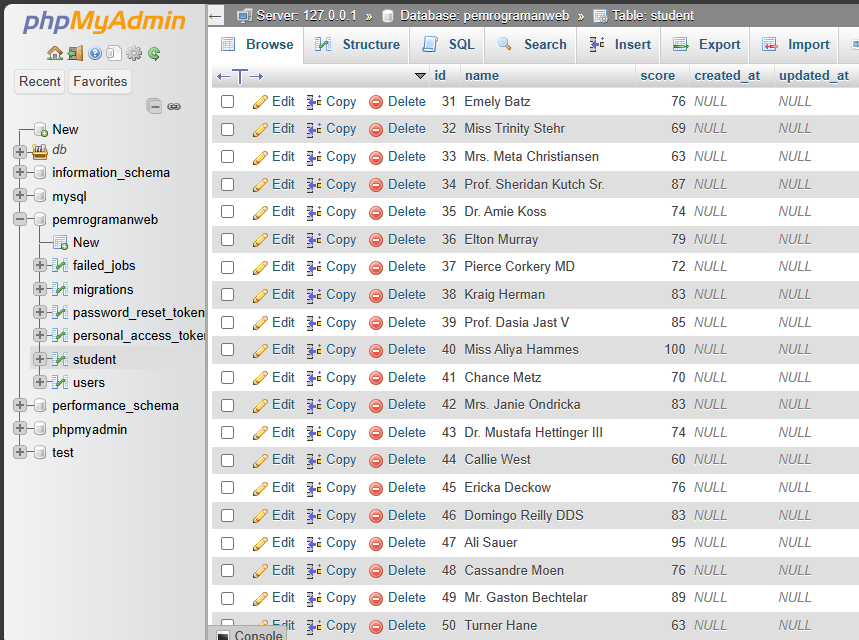 phpMyAdmin
Recent Favorites
New
db
information_schema
mysql
pemrogramanweb
New
failed_jobs
migrations
password_reset_token
personal_access_toke
student
users
performance_schema
phpmyadmin
test
Server: 127.0.0.1 » Database: pemrogramanweb » Table: student
Browse Structure SQL Search Insert Export Import
id name score created_at updated_at
Edit Copy Delete 31 Emely Batz 76 NULL NULL
Edit Copy Delete 32 Miss Trinity Stehr 69 NULL NULL
Edit Copy Delete 33 Mrs. Meta Christiansen 63 NULL NULL
Edit Copy Delete 34 Prof. Sheridan Kutch Sr. 87 NULL NULL
Edit Copy Delete 35 Dr. Amie Koss 74 NULL NULL
Edit Copy Delete 36 Elton Murray 79 NULL NULL
Edit Copy Delete 37 Pierce Corkery MD 72 NULL NULL
Edit Copy Delete 38 Kraig Herman 83 NULL NULL
Edit Copy Delete 39 Prof. Dasia Jast V 85 NULL NULL
Edit Copy Delete 40 Miss Aliya Hammes 100 NULL NULL
Edit Copy Delete 41 Chance Metz 70 NULL NULL
Edit Copy Delete 42 Mrs. Janie Ondricka 83 NULL NULL
Edit Copy Delete 43 Dr. Mustafa Hettinger III 74 NULL NULL
Edit Copy Delete 44 Callie West 60 NULL NULL
Edit Copy Delete 45 Ericka Deckow 76 NULL NULL
Edit Copy Delete 46 Domingo Reilly DDS 83 NULL NULL
Edit Copy Delete 47 Ali Sauer 95 NULL NULL
Edit Copy Delete 48 Cassandre Moen 76 NULL NULL
Edit Copy Delete 49 Mr. Gaston Bechtelar 89 NULL NULL
Edit Copy Delete 50 Turner Hane 63 NULL NULL
Console